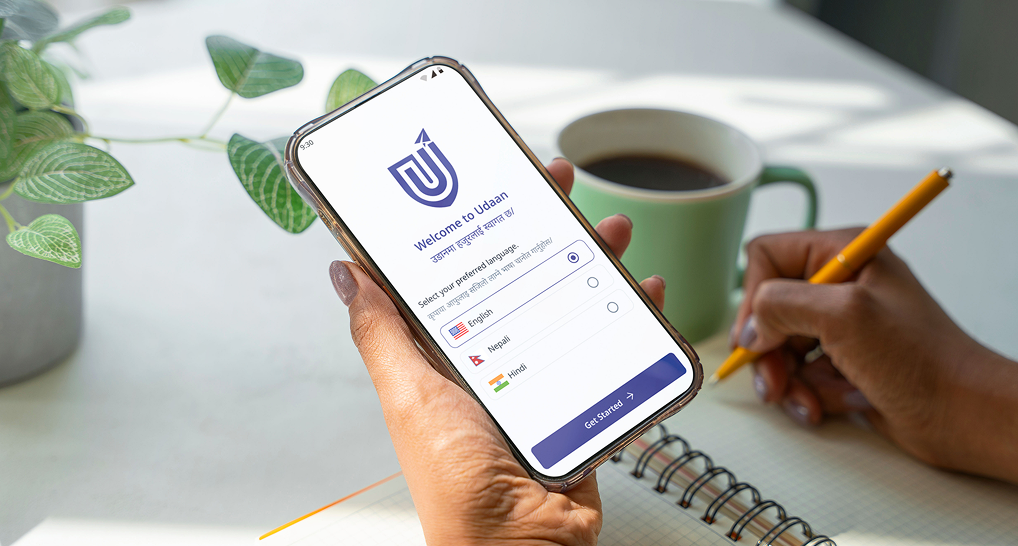 9:30
Welcome to Udaan
उडानमा हजुरलाई स्वागत छ/
Select your preferred language.
कृपया आफुलाई सजिलो लाग्ने भाषा चनोत गर्नुहोस/
English
Nepali
Hindi
Get Started →